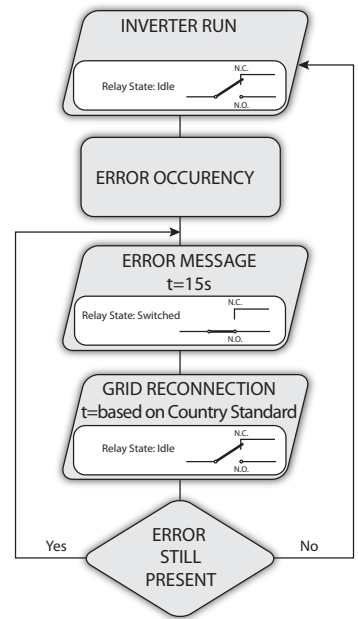 INVERTER RUN
N.C.
Relay State: Idle
N.O.
ERROR OCCURENCY
ERROR MESSAGE
t=15s
N.C.
Relay State: Switched
N.O.
GRID RECONNECTION
t=based on Country Standard
N.C.
Relay State: Idle
N.O.
Yes
ERROR
STILL
PRESENT
No